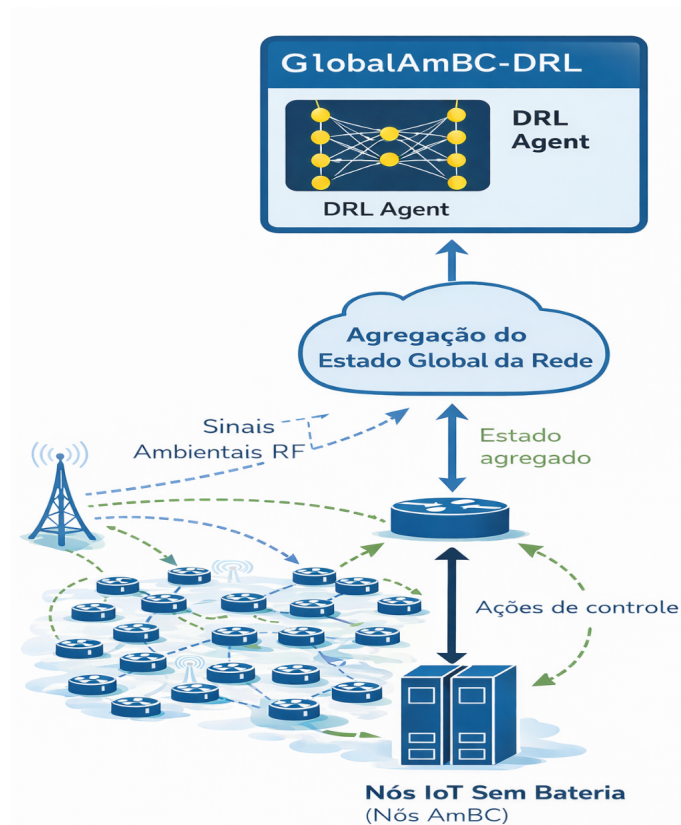 GlobalAmBC-DRL
DRL
Agent
DRL Agent
Agregação do
Estado Global da Rede
Sinais
Ambientais RF
Estado
agregado
Ações de controle
Nós IoT Sem Bateria
(Nős AmBC)